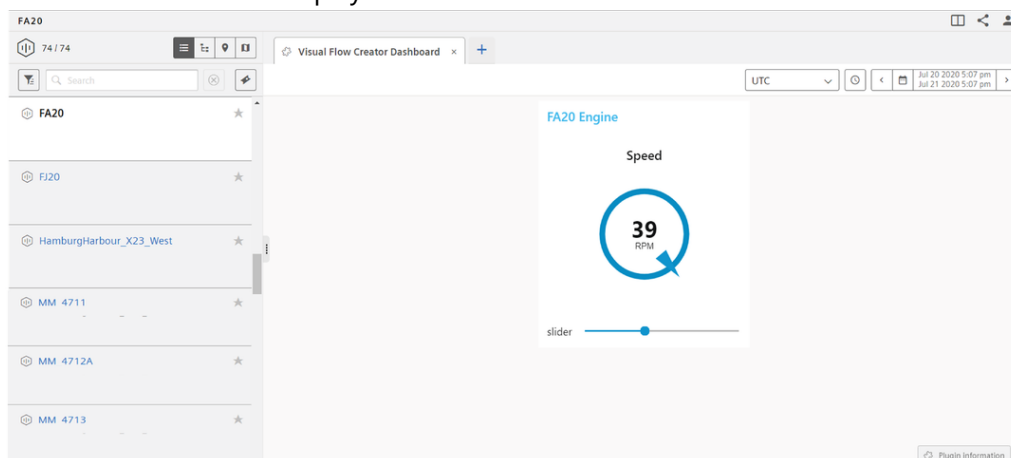 FA20
74 / 74
Visual Flow Creator Dashboard × +
Search
UTC
Jul 20 2020 5:07 pm
Jul 21 2020 5:07 pm
FA20
FJ20
HamburgHarbour_X23_West
MM 4711
MM 4712A
MM 4713
FA20 Engine
Speed
39
RPM
slider
Plugin Information